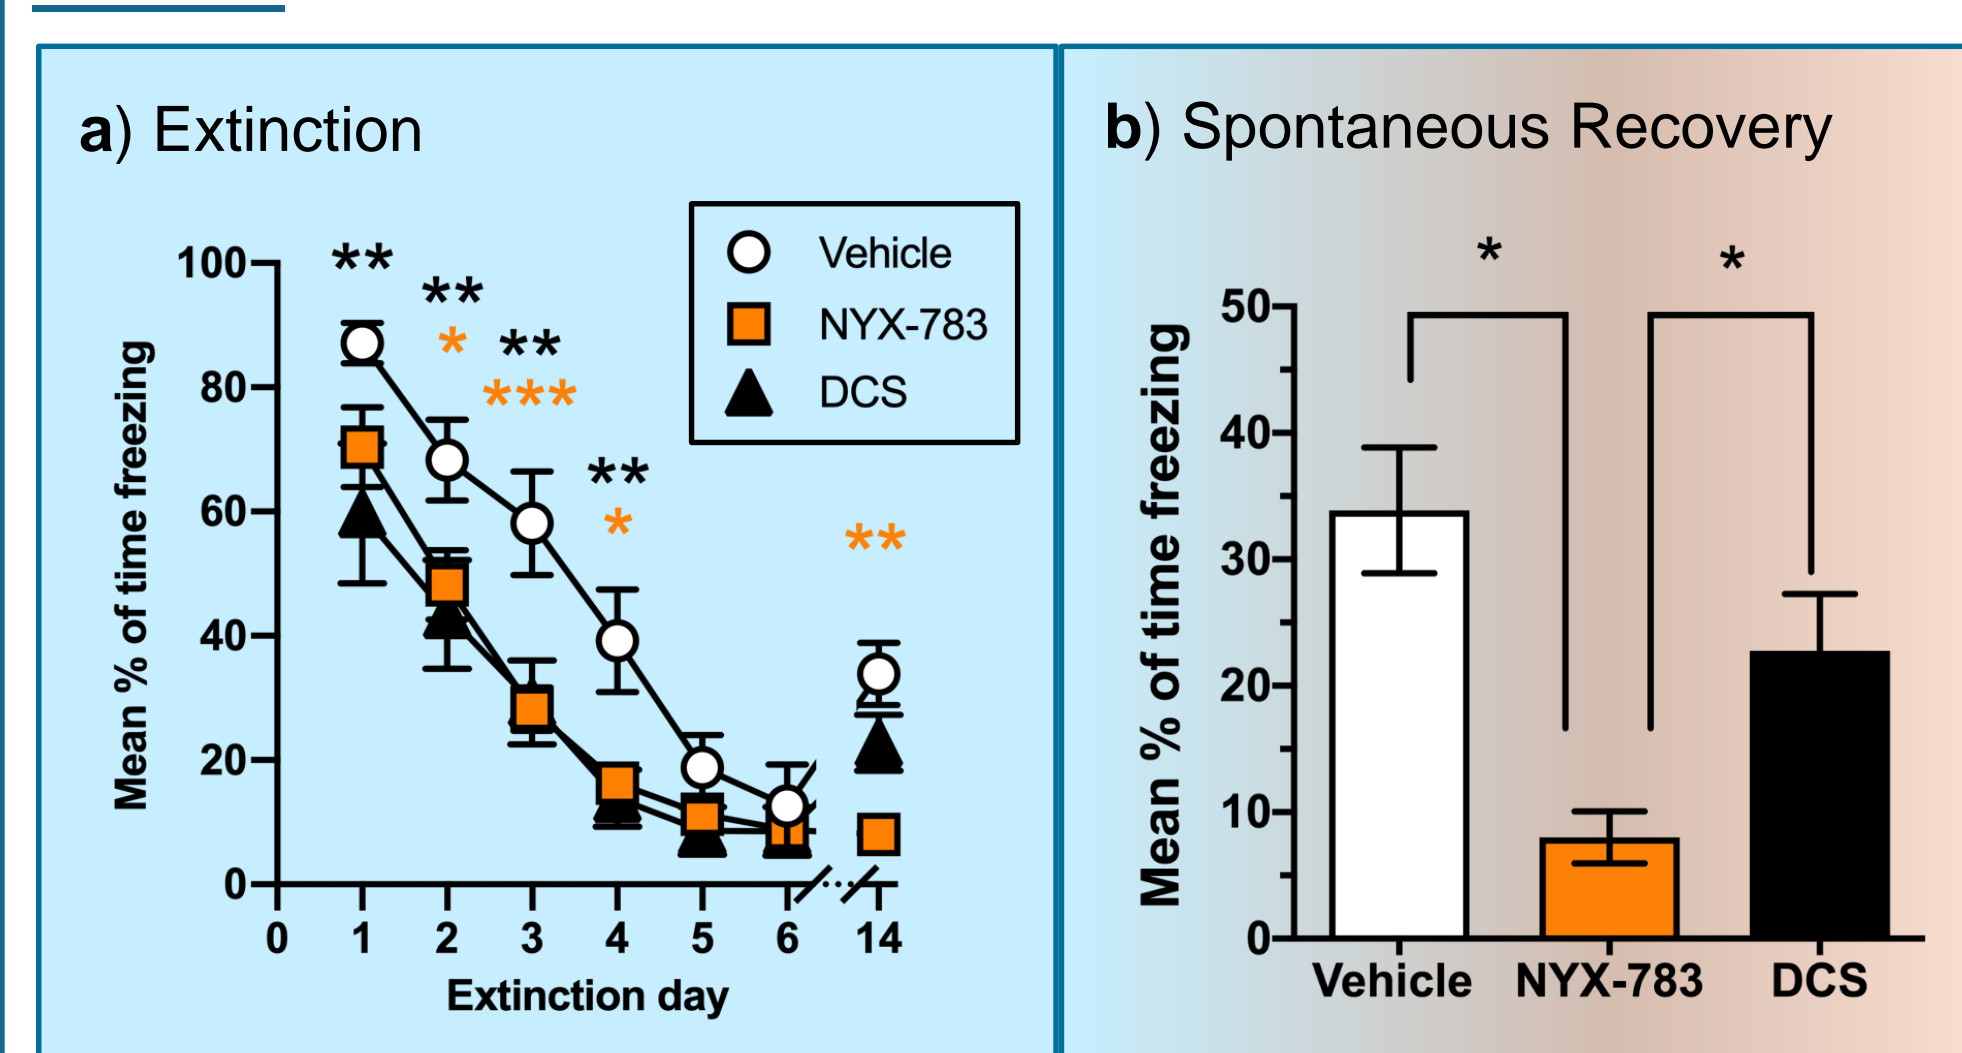 a) Extinction
Vehicle
NYX-783
DCS
**
**
*
**
***
**
*
**
100
80
60
40
20
0
Mean % of time freezing
0 1 2 3 4 5 6 14
Extinction day
b) Spontaneous Recovery
* *
50
40
30
20
10
0
Mean % of time freezing
Vehicle NYX-783 DCS